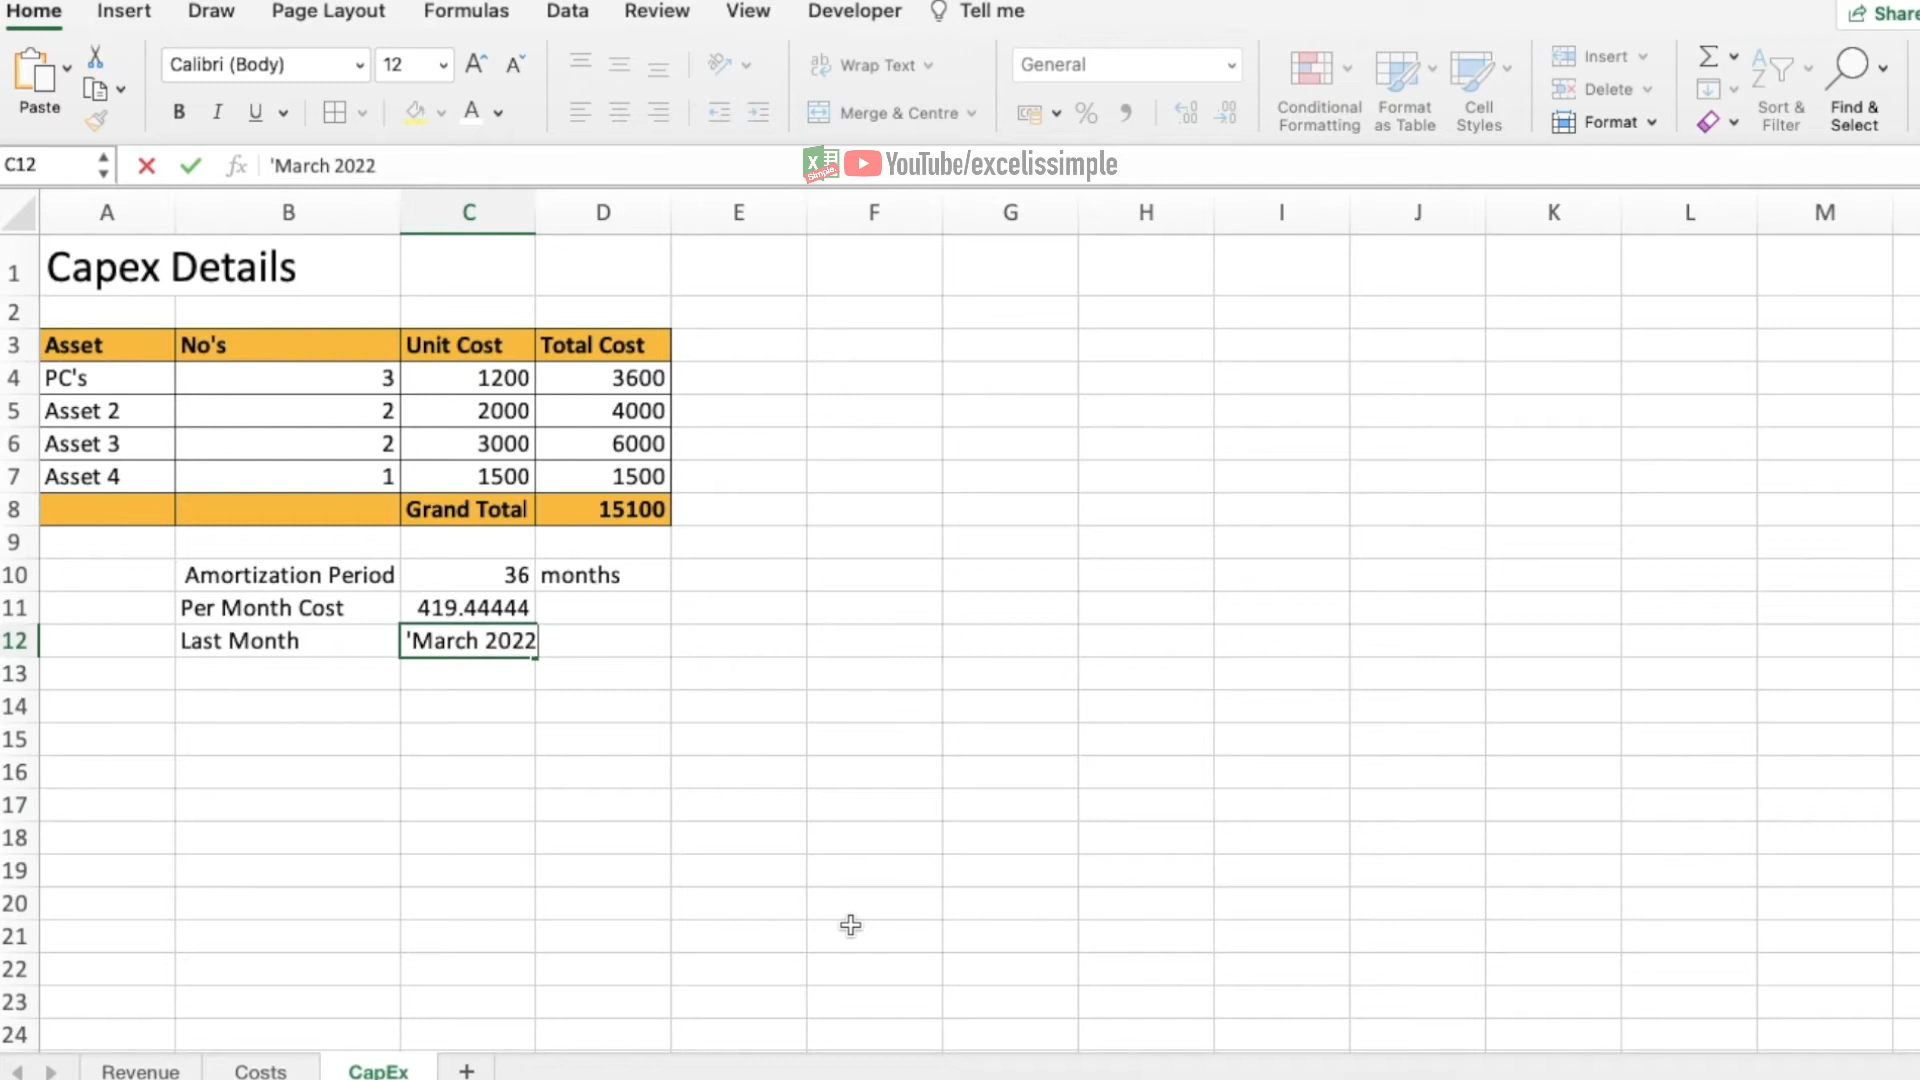 Home Insert Draw Page Layout Formulas Data Review View Developer Tell me Share
Paste
Calibri (Body) 12 A A
B I U A
ab Wrap Text
Merge & Centre
General
% 
Conditional Formatting
Format as Table
Cell Styles
Insert
Delete
Format
Sort & Filter
Find & Select
C12 fx 'March 2022
Simple YouTube/excelissimple
A B C D E F G H I J K L M
1 Capex Details
2
3 Asset No's Unit Cost Total Cost
4 PC's 3 1200 3600
5 Asset 2 2 2000 4000
6 Asset 3 2 3000 6000
7 Asset 4 1 1500 1500
8 Grand Total 15100
9
10 Amortization Period 36 months
11 Per Month Cost 419.44444
12 Last Month 'March 2022
13
14
15
16
17
18
19
20
21
22
23
24
Revenue Costs CapEx +